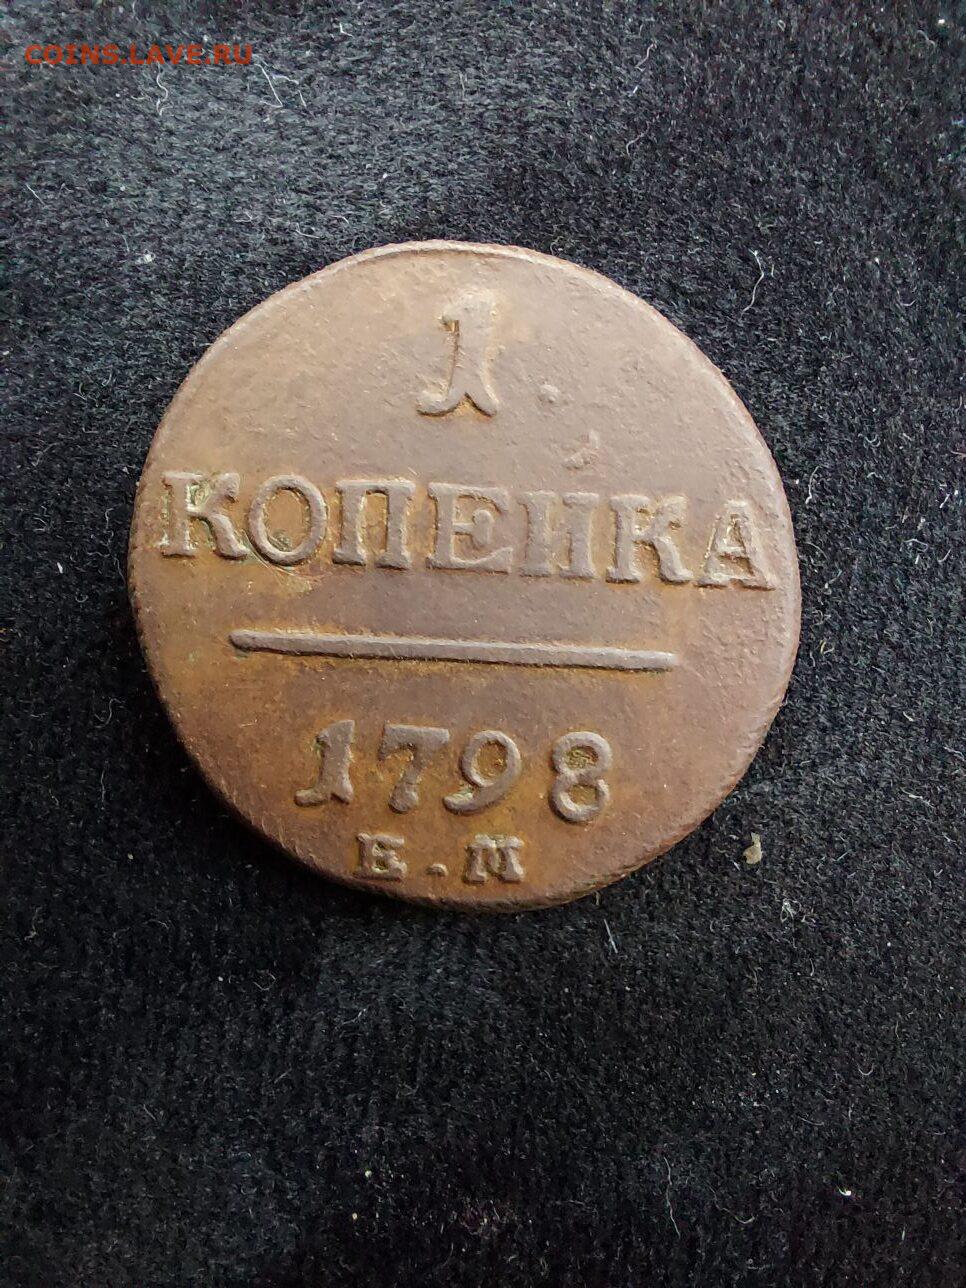 COINS.LAVE.RU
1.
КОПЕЙКА
1798
Е.М